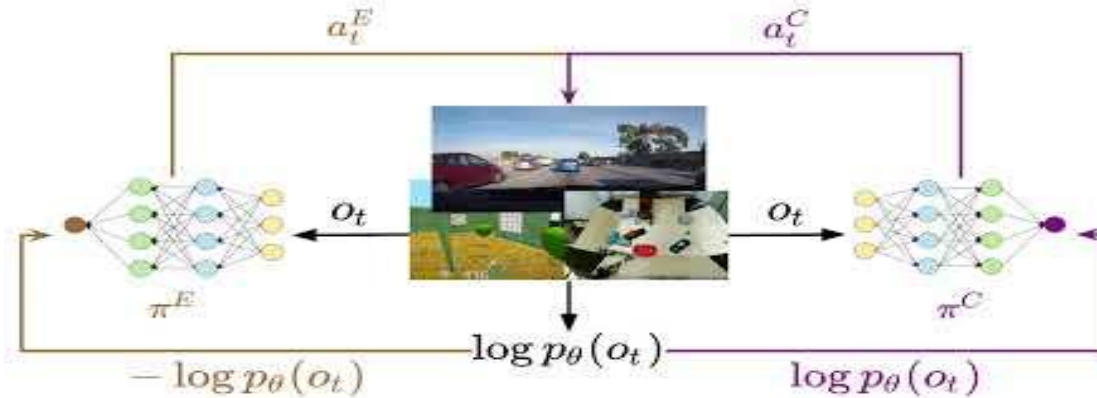 a_t^E a_t^C
o_t o_t
π^E π^C
log p_θ(o_t)
− log p_θ(o_t) log p_θ(o_t)